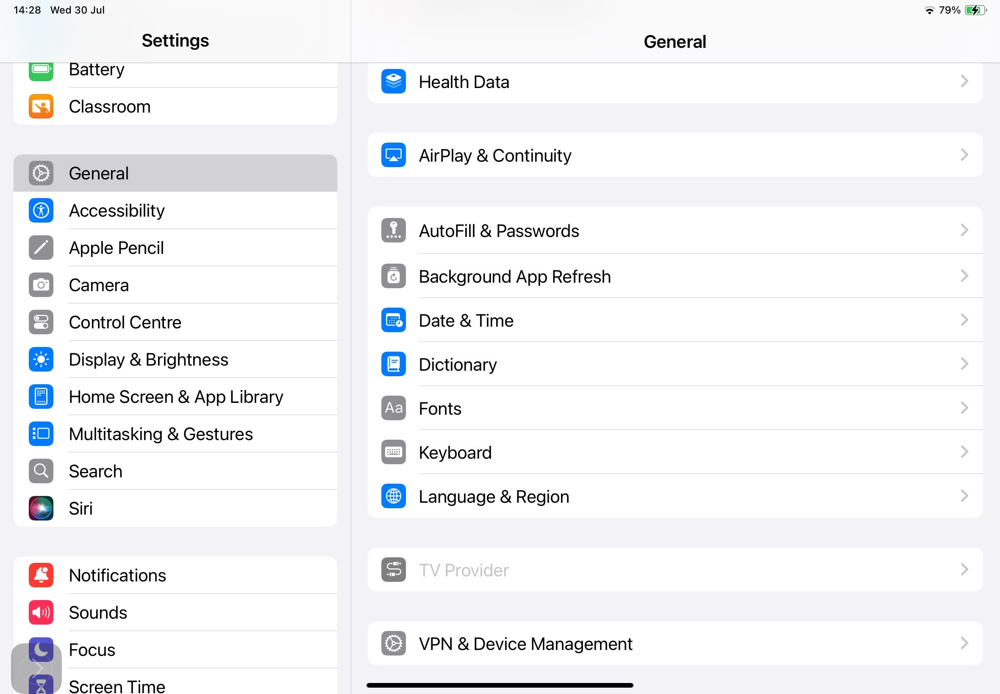 14:28 Wed 30 Jul
79%
Settings
Battery
Classroom
General
Accessibility
Apple Pencil
Camera
Control Centre
Display & Brightness
Home Screen & App Library
Multitasking & Gestures
Search
Siri
Notifications
Sounds
Focus
Screen Time
General
Health Data
AirPlay & Continuity
AutoFill & Passwords
Background App Refresh
Date & Time
Dictionary
Aa Fonts
Keyboard
Language & Region
TV Provider
VPN & Device Management